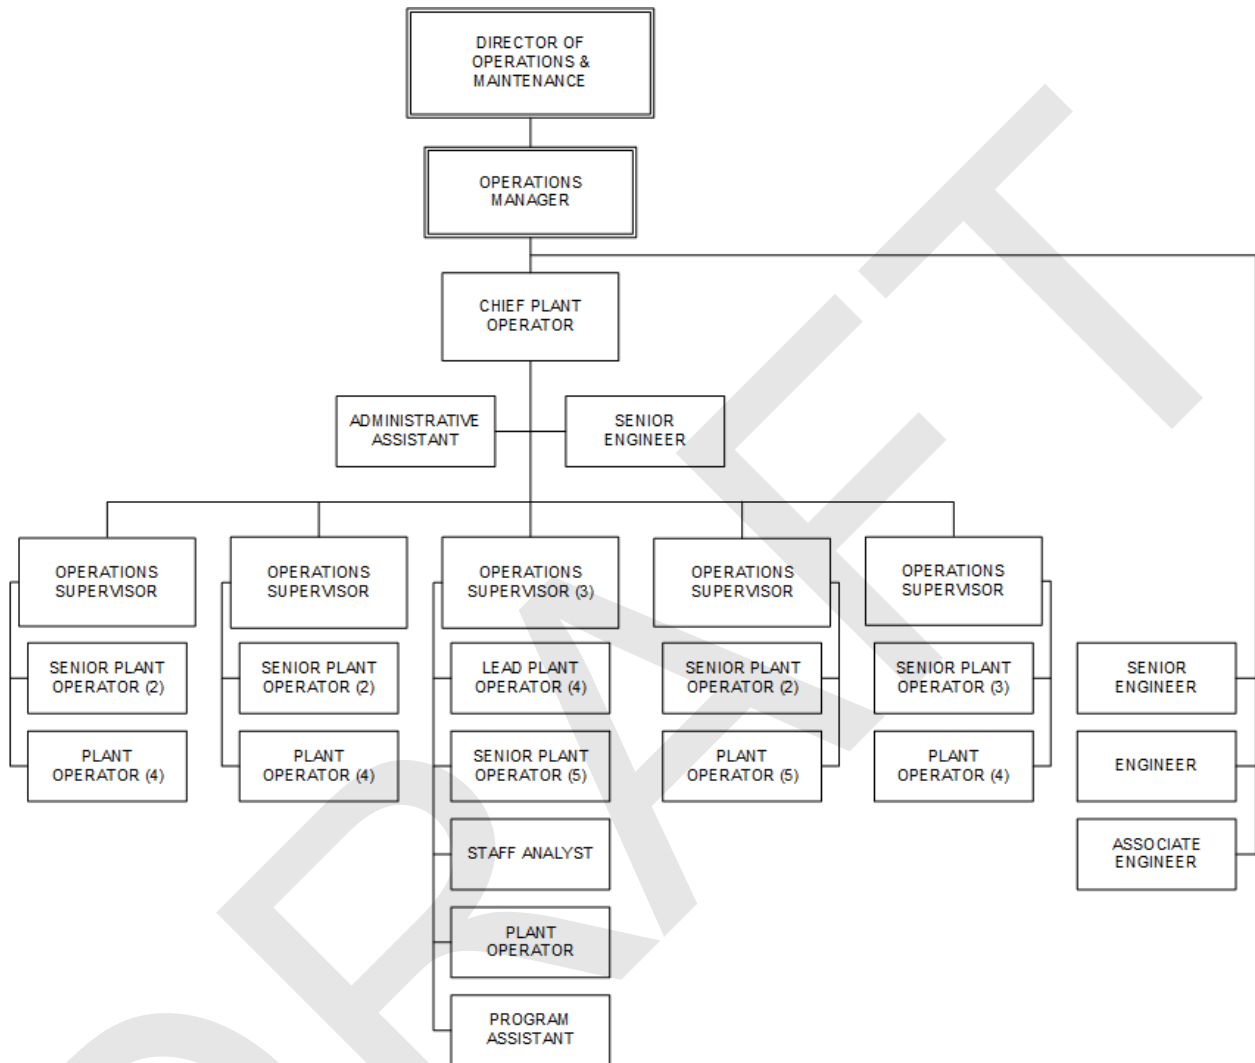 DIRECTOR OF
OPERATIONS &
MAINTENANCE
OPERATIONS
MANAGER
CHIEF PLANT
OPERATOR
ADMINISTRATIVE
ASSISTANT
SENIOR
ENGINEER
OPERATIONS
SUPERVISOR
SENIOR PLANT
OPERATOR (2)
PLANT
OPERATOR (4)
OPERATIONS
SUPERVISOR
SENIOR PLANT
OPERATOR (2)
PLANT
OPERATOR (4)
OPERATIONS
SUPERVISOR (3)
LEAD PLANT
OPERATOR (4)
SENIOR PLANT
OPERATOR (5)
STAFF ANALYST
PLANT
OPERATOR
PROGRAM
ASSISTANT
OPERATIONS
SUPERVISOR
SENIOR PLANT
OPERATOR (2)
PLANT
OPERATOR (5)
OPERATIONS
SUPERVISOR
SENIOR PLANT
OPERATOR (3)
PLANT
OPERATOR (4)
SENIOR
ENGINEER
ENGINEER
ASSOCIATE
ENGINEER
DRAFT